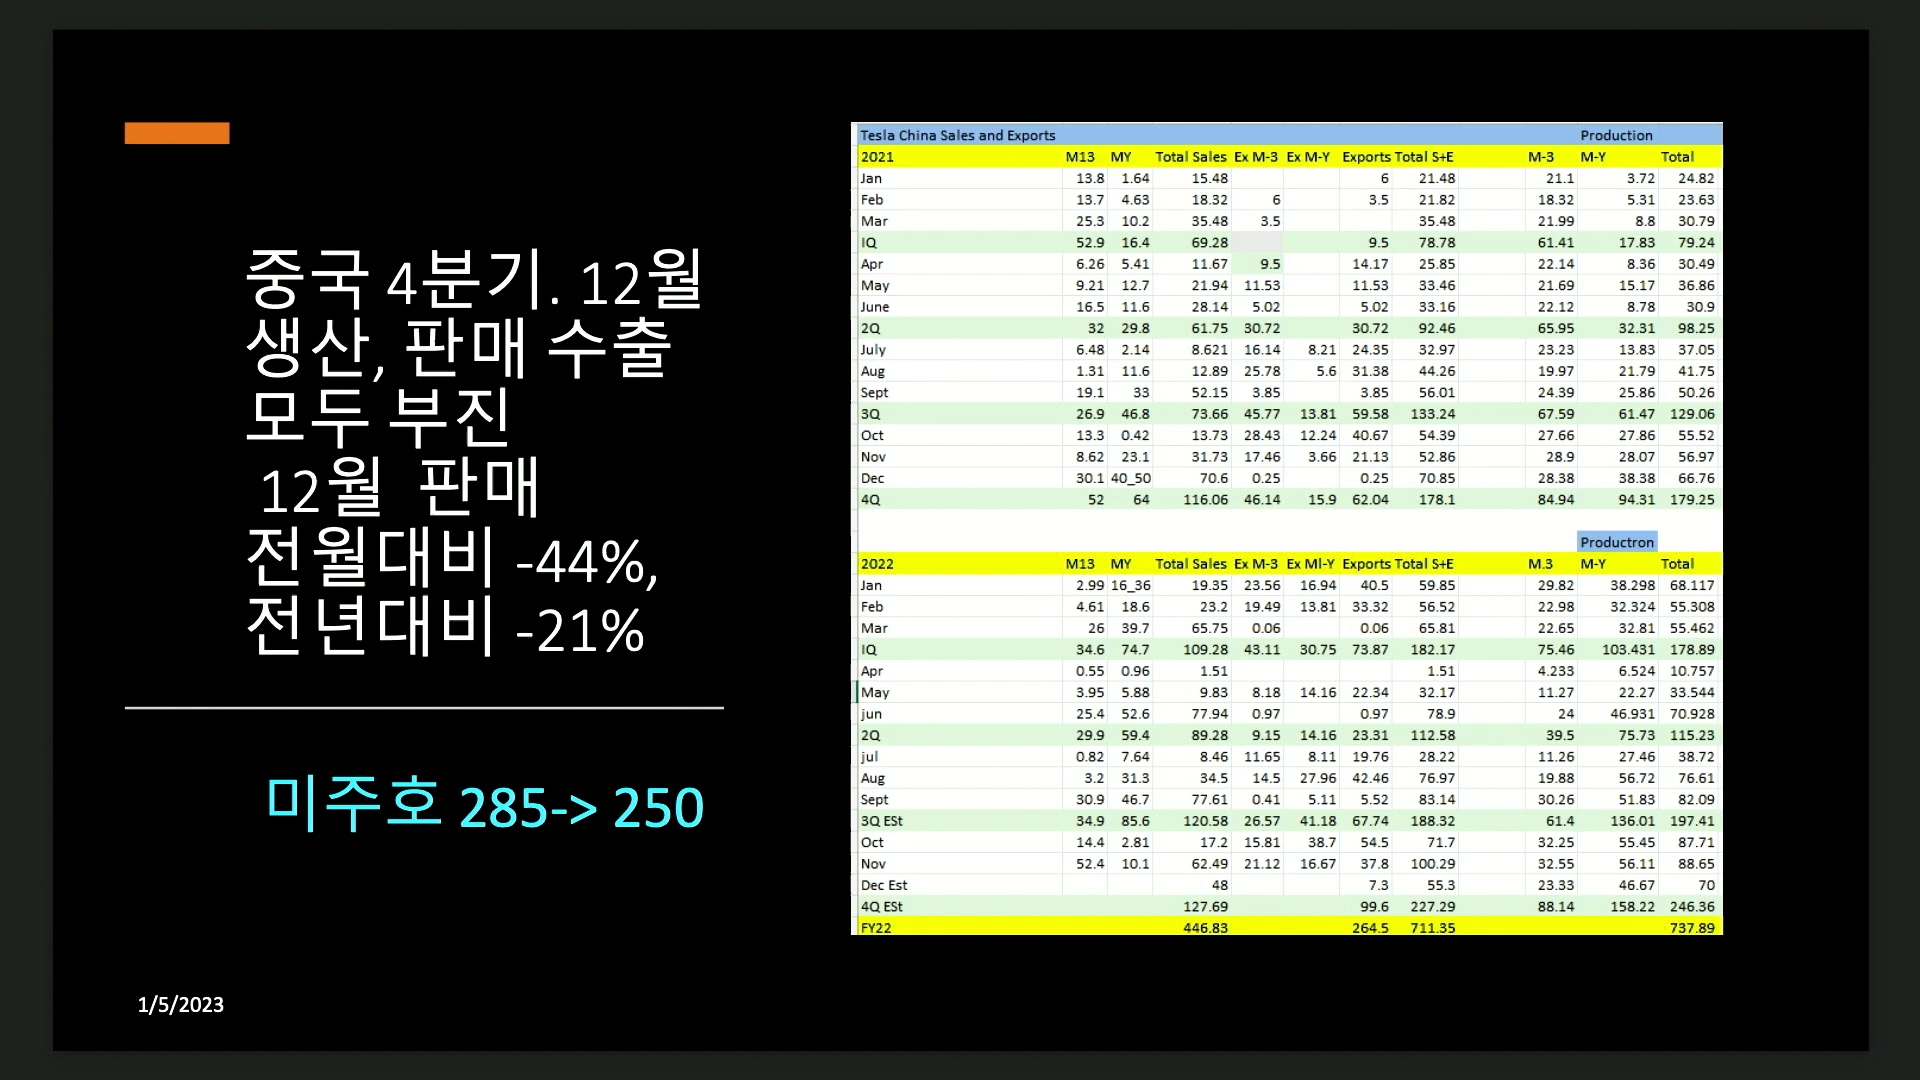 중국 4분기. 12월
생산, 판매 수출
모두 부진
12월 판매
전월대비 -44%,
전년대비 -21%
미주호 285-> 250
1/5/2023
Tesla China Sales and Exports Production
2021 M13 MY Total Sales Ex M-3 Ex M-Y Exports Total S+E M-3 M-Y Total
Jan 13.8 1.64 15.48 6 21.48 21.1 3.72 24.82
Feb 13.7 4.63 18.32 6 3.5 21.82 18.32 5.31 23.63
Mar 25.3 10.2 35.48 3.5 35.48 21.99 8.8 30.79
IQ 52.9 16.4 69.28 9.5 78.78 61.41 17.83 79.24
Apr 6.26 5.41 11.67 9.5 14.17 25.85 22.14 8.36 30.49
May 9.21 12.7 21.94 11.53 11.53 33.46 21.69 15.17 36.86
June 16.5 11.6 28.14 5.02 5.02 33.16 22.12 8.78 30.9
2Q 32 29.8 61.75 30.72 30.72 92.46 65.95 32.31 98.25
July 6.48 2.14 8.621 16.14 8.21 24.35 32.97 23.23 13.83 37.05
Aug 1.31 11.6 12.89 25.78 5.6 31.38 44.26 19.97 21.79 41.75
Sept 19.1 33 52.15 3.85 3.85 56.01 24.39 25.86 50.26
3Q 26.9 46.8 73.66 45.77 13.81 59.58 133.24 67.59 61.47 129.06
Oct 13.3 0.42 13.73 28.43 12.24 40.67 54.39 27.66 27.86 55.52
Nov 8.62 23.1 31.73 17.46 3.66 21.13 52.86 28.9 28.07 56.97
Dec 30.1 40_50 70.6 0.25 0.25 70.85 28.38 38.38 66.76
4Q 52 64 116.06 46.14 15.9 62.04 178.1 84.94 94.31 179.25
Productron
2022 M13 MY Total Sales Ex M-3 Ex Ml-Y Exports Total S+E M.3 M-Y Total
Jan 2.99 16_36 19.35 23.56 16.94 40.5 59.85 29.82 38.298 68.117
Feb 4.61 18.6 23.2 19.49 13.81 33.32 56.52 22.98 32.324 55.308
Mar 26 39.7 65.75 0.06 0.06 65.81 22.65 32.81 55.462
IQ 34.6 74.7 109.28 43.11 30.75 73.87 182.17 75.46 103.431 178.89
Apr 0.55 0.96 1.51 1.51 4.233 6.524 10.757
May 3.95 5.88 9.83 8.18 14.16 22.34 32.17 11.27 22.27 33.544
jun 25.4 52.6 77.94 0.97 0.97 78.9 24 46.931 70.928
2Q 29.9 59.4 89.28 9.15 14.16 23.31 112.58 39.5 75.73 115.23
jul 0.82 7.64 8.46 11.65 8.11 19.76 28.22 11.26 27.46 38.72
Aug 3.2 31.3 34.5 14.5 27.96 42.46 76.97 19.88 56.72 76.61
Sept 30.9 46.7 77.61 0.41 5.11 5.52 83.14 30.26 51.83 82.09
3Q ESt 34.9 85.6 120.58 26.57 41.18 67.74 188.32 61.4 136.01 197.41
Oct 14.4 2.81 17.2 15.81 38.7 54.5 71.7 32.25 55.45 87.71
Nov 52.4 10.1 62.49 21.12 16.67 37.8 100.29 32.55 56.11 88.65
Dec Est 48 7.3 55.3 23.33 46.67 70
4Q ESt 127.69 99.6 227.29 88.14 158.22 246.36
FY22 446.83 264.5 711.35 737.89